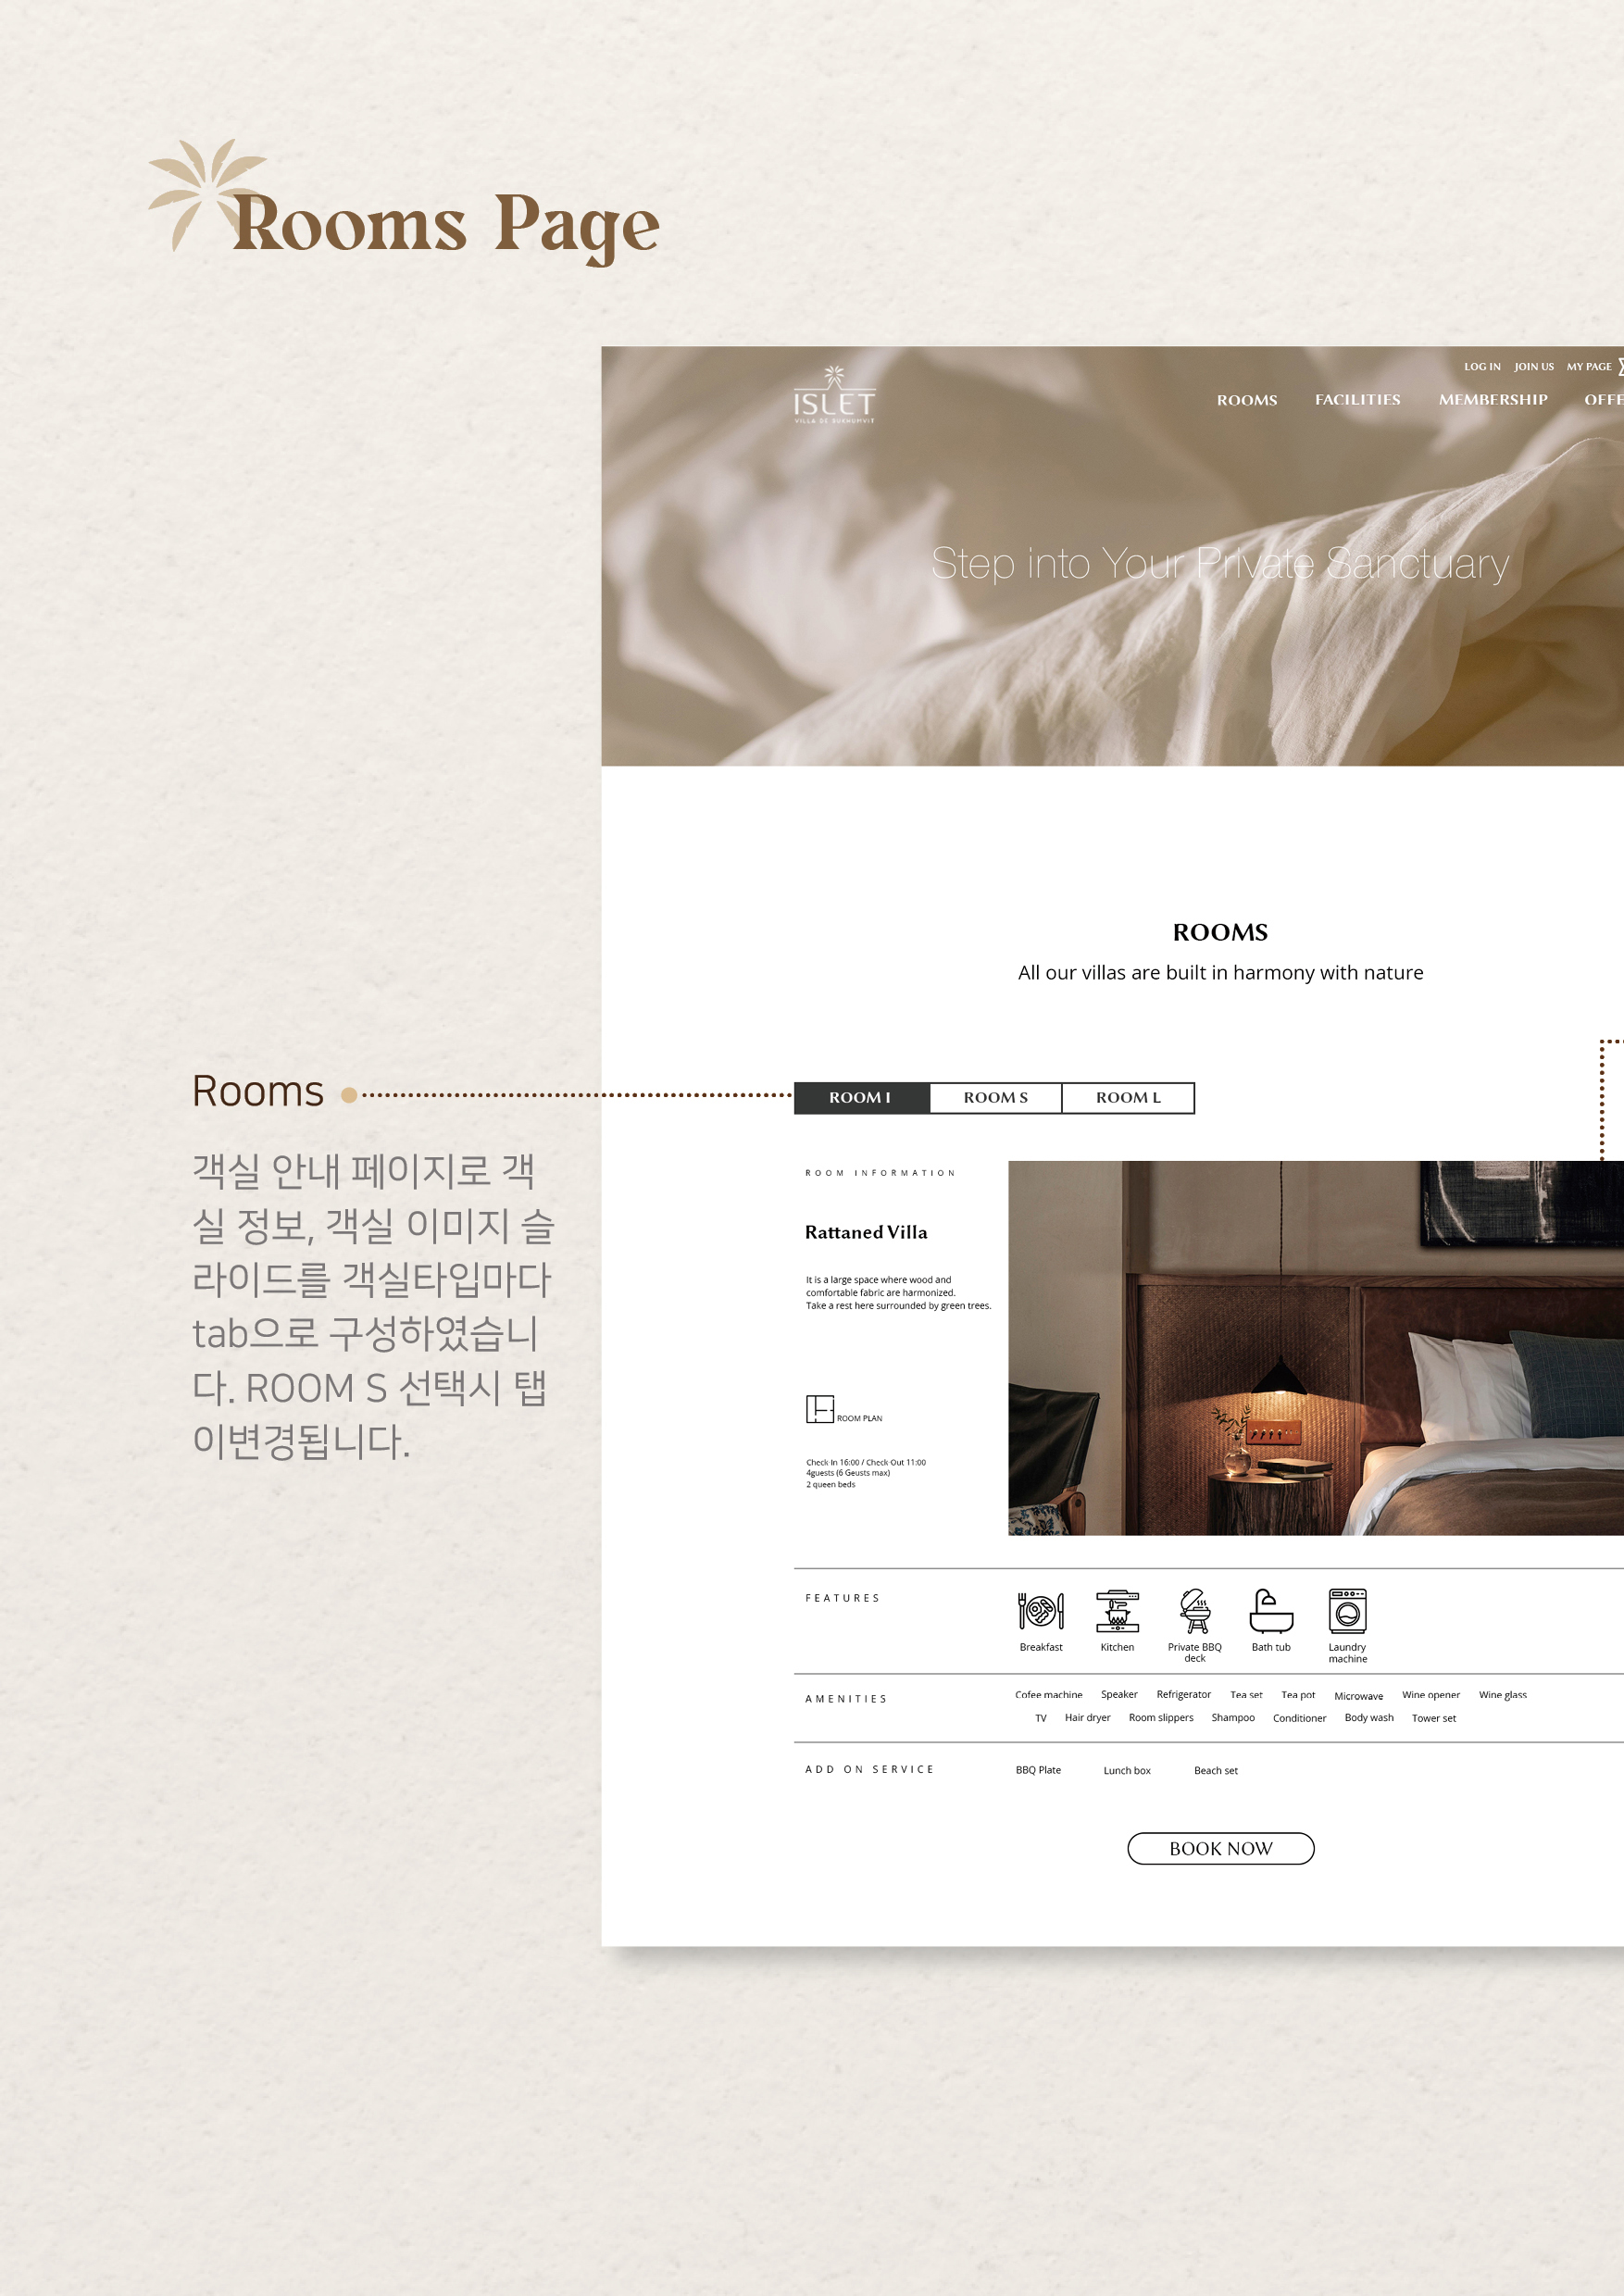 Rooms Page
LOG IN JOIN US MY PAGE
ISLET
VILLA DE SUKHUMVIT
ROOMS FACILITIES MEMBERSHIP OFFE
Step into Your Private Sanctuary
ROOMS
All our villas are built in harmony with nature
Rooms
객실 안내 페이지로 객
실 정보, 객실 이미지 슬
라이드를 객실타입마다
tab으로 구성하였습니
다. ROOM S 선택시 탭
이변경됩니다.
ROOM I ROOM S ROOM L
ROOM INFORMATION
Rattaned Villa
It is a large space where wood and
comfortable fabric are harmonized.
Take a rest here surrounded by green trees.
ROOM PLAN
Check-In 16:00 / Check-Out 11:00
4guests (6 Geusts max)
2 queen beds
FEATURES
Breakfast Kitchen Private BBQ Bath tub Laundry
deck machine
AMENITIES
Cofee machine Speaker Refrigerator Tea set Tea pot Microwave Wine opener Wine glass
TV Hair dryer Room slippers Shampoo Conditioner Body wash Tower set
ADD ON SERVICE
BBQ Plate Lunch box Beach set
BOOK NOW